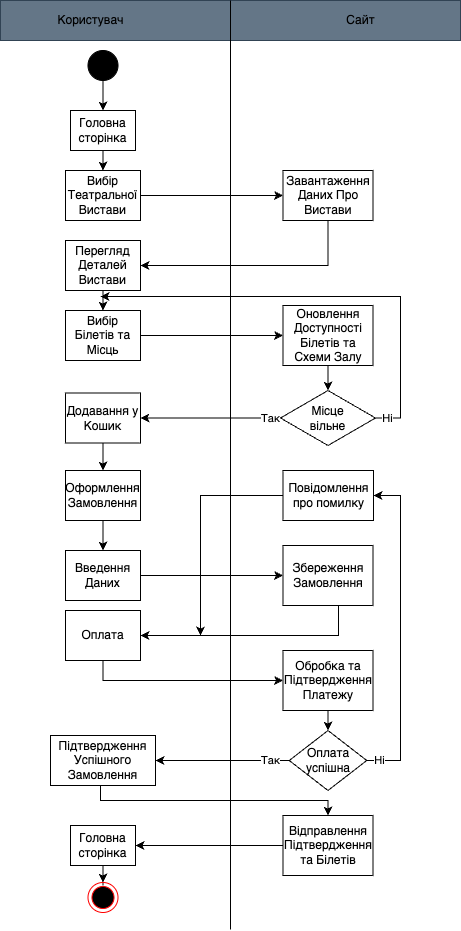 Користувач
Сайт
Головна
сторінка
Вибір
Театральної
Вистави
Завантаження
Даних Про
Вистави
Перегляд
Деталей
Вистави
Вибір
Білетів та
Місць
Оновлення
Доступності
Білетів та
Схеми Залу
Додавання у
Кошик
Так
Місце
вільне
Ні
Оформлення
Замовлення
Повідомлення
про помилку
Введення
Даних
Збереження
Замовлення
Оплата
Обробка та
Підтвердження
Платежу
Підтвердження
Успішного
Замовлення
Так
Оплата
успішна
Ні
Відправлення
Підтвердження
та Білетів
Головна
сторінка